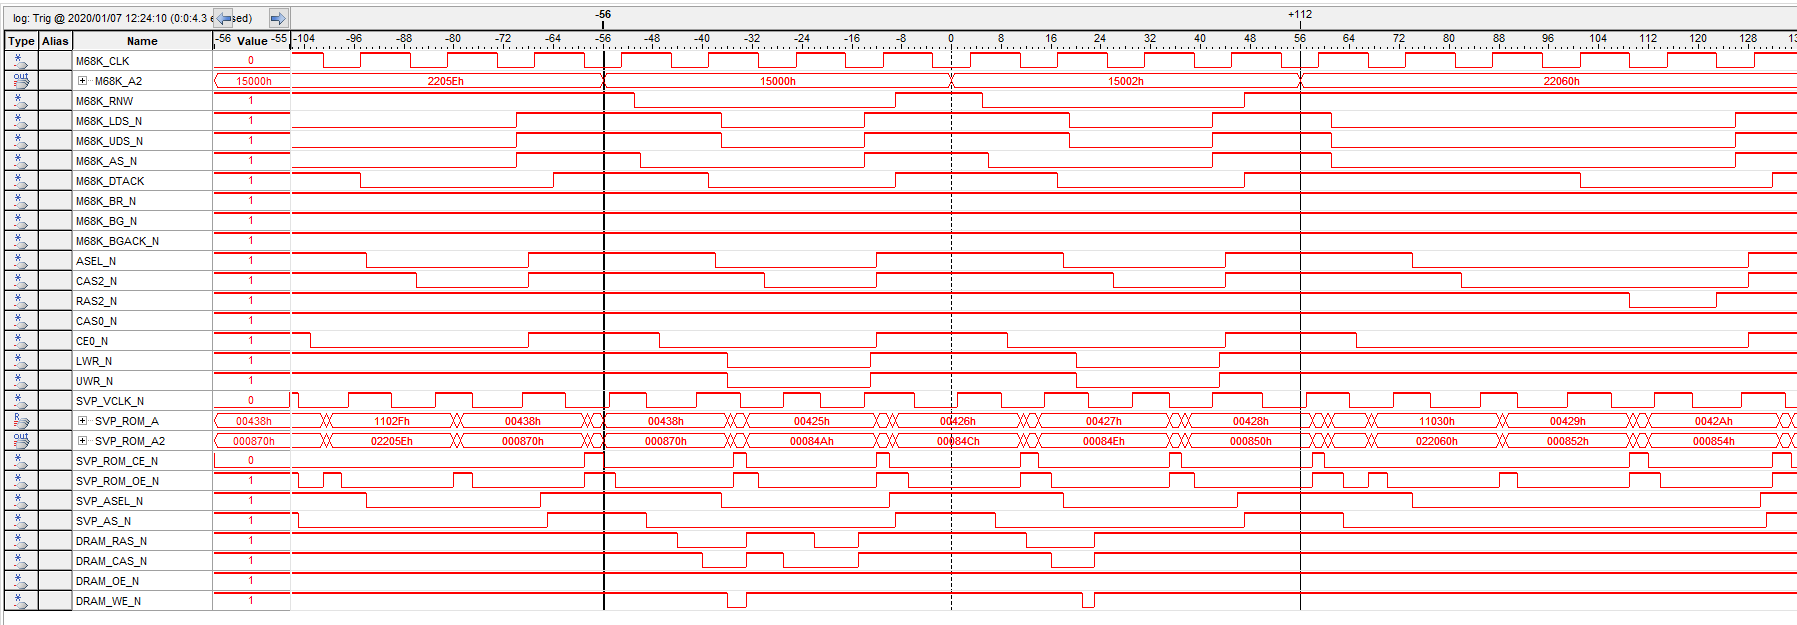 log: Trig @ 2020/01/07 12:24:10 (0:0:4.3 e sed)
-56 +112
Type Alias Name -56 Value -55 -104 -96 -88 -80 -72 -65 -56 -48 -40 -32 -24 -16 -8 0 8 16 24 32 40 48 56 64 72 80 88 96 104 112 120 128
M68K_CLK 0
M68K_A2 15000h 2205Eh 15000h 15002h 22060h
M68K_RNW 1
M68K_LDS_N 1
M68K_UDS_N 1
M68K_AS_N 1
M68K_DTACK 1
M68K_BR_N 1
M68K_BG_N 1
M68K_BGACK_N 1
ASEL_N 1
CAS2_N 1
RAS2_N 1
CAS0_N 1
CE0_N 1
LWR_N 1
UWR_N 1
SVP_VCLK_N 0
SVP_ROM_A 00438h 1102Fh 00438h 00438h 00425h 00426h 00427h 00428h 11030h 00429h 0042Ah
out SVP_ROM_A2 000870h 02205Eh 000870h 000870h 00084Ah 00084Ch 00084Eh 000850h 022060h 000852h 000854h
SVP_ROM_CE_N 0
SVP_ROM_OE_N 1
SVP_ASEL_N 1
SVP_AS_N 1
DRAM_RAS_N 1
DRAM_CAS_N 1
DRAM_OE_N 1
DRAM_WE_N 1